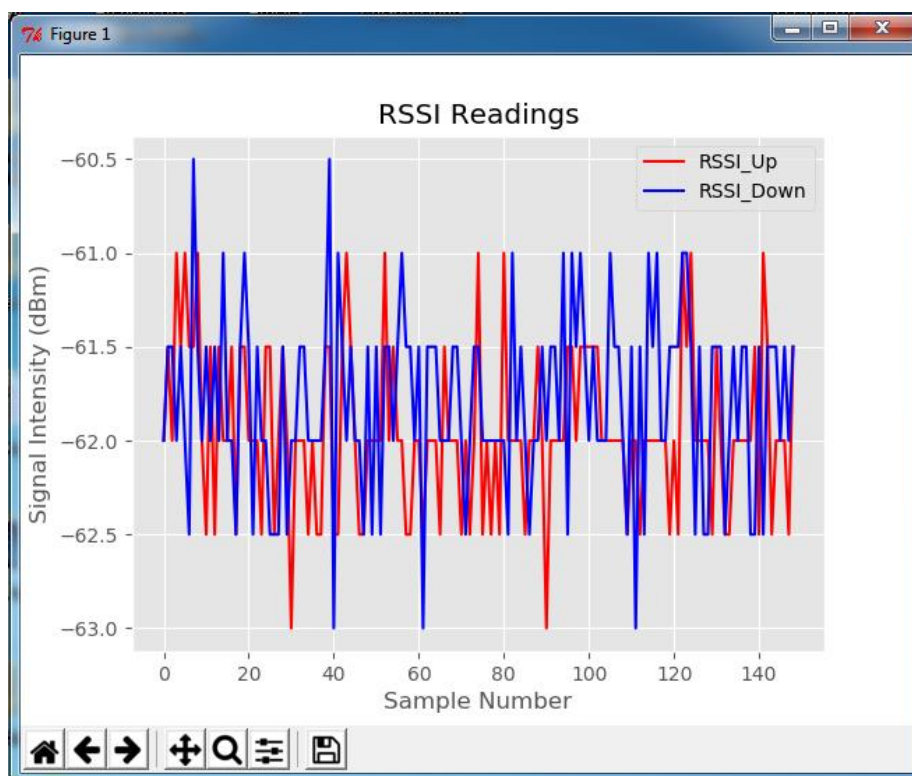 Figure 1
RSSI Readings
RSSI_Up
RSSI_Down
Signal Intensity (dBm)
−60.5
−61.0
−61.5
−62.0
−62.5
−63.0
0 20 40 60 80 100 120 140
Sample Number